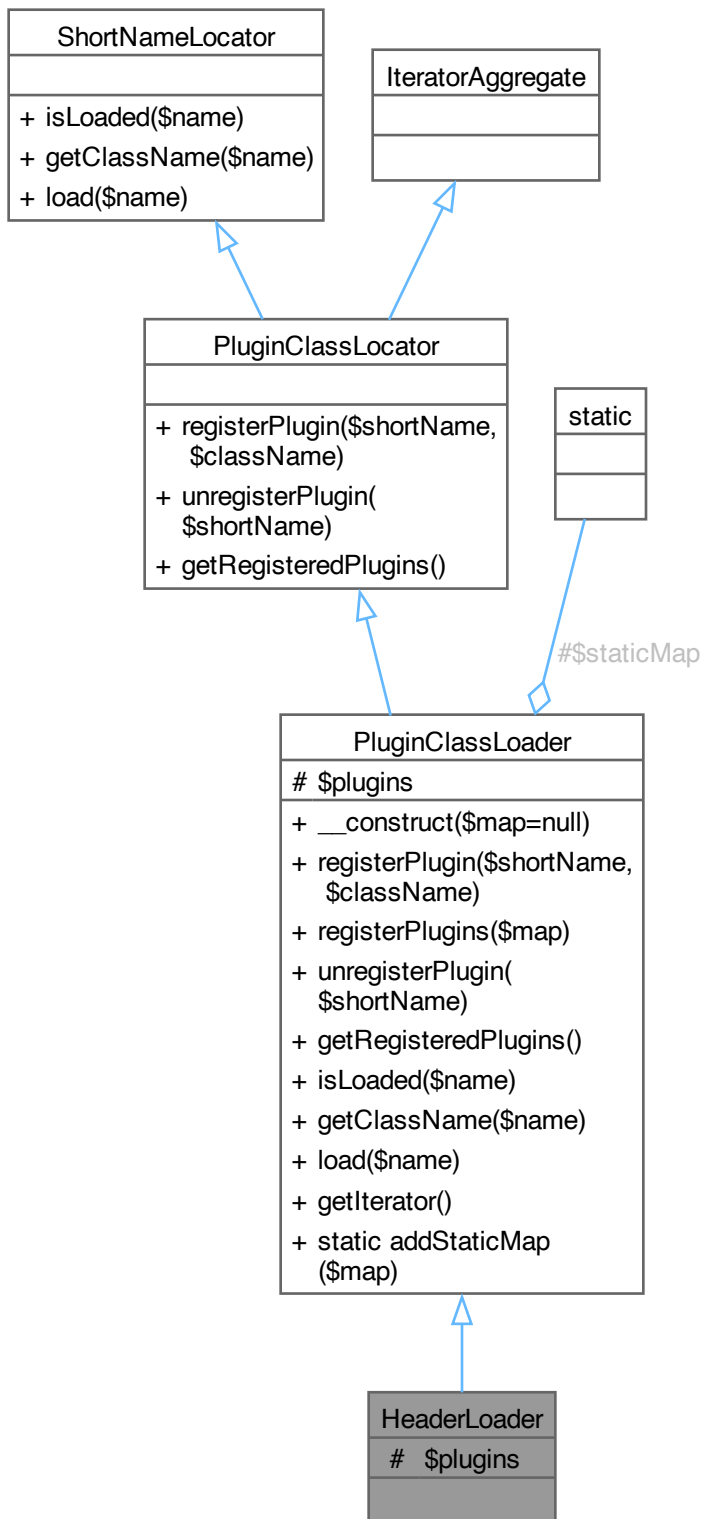 ShortNameLocator
+ isLoaded($name)
+ getClassName($name)
+ load($name)
IteratorAggregate
PluginClassLocator
+ registerPlugin($shortName,
$className)
+ unregisterPlugin(
$shortName)
+ getRegisteredPlugins()
static
#$staticMap
PluginClassLoader
# $plugins
+ __construct($map=null)
+ registerPlugin($shortName,
$className)
+ registerPlugins($map)
+ unregisterPlugin(
$shortName)
+ getRegisteredPlugins()
+ isLoaded($name)
+ getClassName($name)
+ load($name)
+ getIterator()
+ static addStaticMap
($map)
HeaderLoader
# $plugins